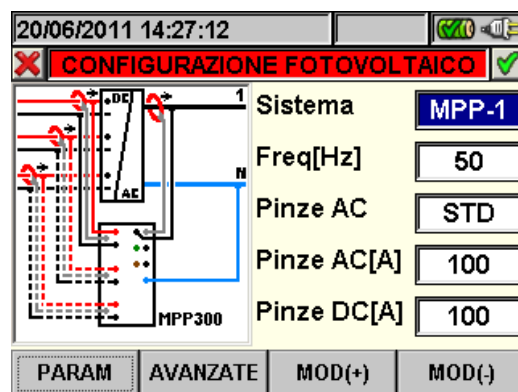 20/06/2011 14:27:12
CONFIGURAZIONE FOTOVOLTAICO
DC
1
N
AC
MPP300
Sistema MPP-1
Freq[Hz] 50
Pinze AC STD
Pinze AC[A] 100
Pinze DC[A] 100
PARAM AVANZATE MOD(+) MOD(-)